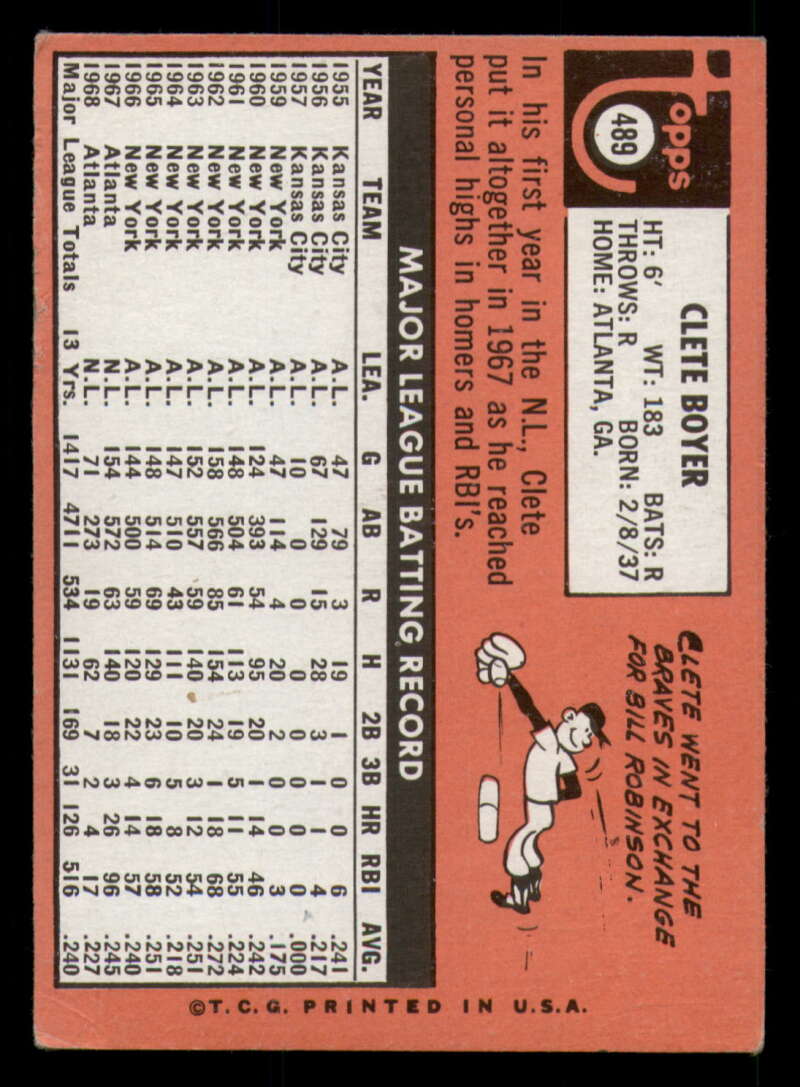 Topps
489
CLETE BOYER
HT: 6' WT: 183 BATS: R
THROWS: R BORN: 2/8/37
HOME: ATLANTA, GA.
In his first year in the N.L., Clete
put it altogether in 1967 as he reached
personal highs in homers and RBI's.
CLETE WENT TO THE
BRAVES IN EXCHANGE
FOR BILL ROBINSON.
MAJOR LEAGUE BATTING RECORD
YEAR TEAM LEA. G AB R H 2B 3B HR RBI AVG.
1955 Kansas City A.L. 47 79 3 19 1 0 0 6 .241
1956 Kansas City A.L. 67 129 15 28 3 1 1 4 .217
1957 Kansas City A.L. 10 0 0 0 0 0 0 0 .000
1959 New York A.L. 47 114 4 20 2 0 0 3 .175
1960 New York A.L. 124 393 54 95 20 1 14 46 .242
1961 New York A.L. 148 504 61 113 19 5 11 55 .224
1962 New York A.L. 158 566 85 154 24 1 18 68 .272
1963 New York A.L. 152 557 59 140 20 3 12 54 .251
1964 New York A.L. 147 510 43 111 10 5 8 52 .218
1965 New York A.L. 148 514 69 129 23 6 18 58 .251
1966 New York A.L. 144 500 59 120 22 4 14 57 .240
1967 Atlanta N.L. 154 572 63 140 18 3 26 96 .245
1968 Atlanta N.L. 71 273 19 62 7 2 4 17 .227
Major League Totals 13 Yrs. 1417 4711 534 1131 169 31 126 516 .240
©T.C.G. PRINTED IN U.S.A.